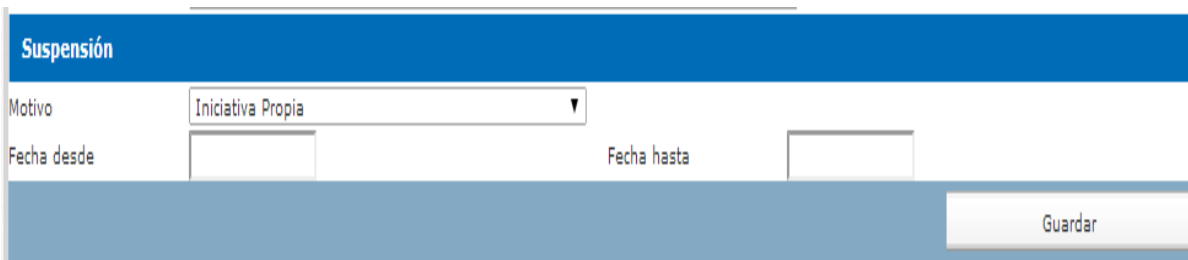 Suspensión
Motivo Iniciativa Propia
Fecha desde Fecha hasta
Guardar